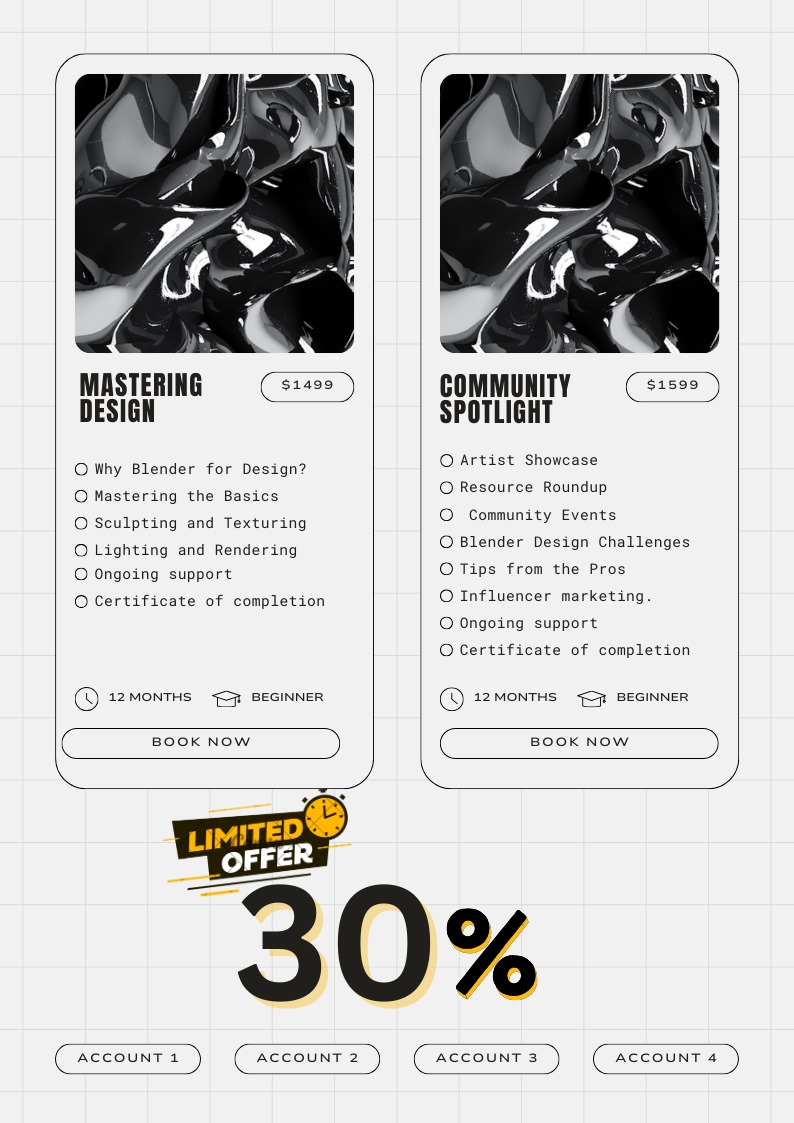 MASTERING
DESIGN
$1499
Why Blender for Design?
Mastering the Basics
Sculpting and Texturing
Lighting and Rendering
Ongoing support
Certificate of completion
12 MONTHS
BEGINNER
BOOK NOW
COMMUNITY
SPOTLIGHT
$1599
Artist Showcase
Resource Roundup
Community Events
Blender Design Challenges
Tips from the Pros
Influencer marketing.
Ongoing support
Certificate of completion
12 MONTHS
BEGINNER
BOOK NOW
LIMITED
OFFER
30%
ACCOUNT 1
ACCOUNT 2
ACCOUNT 3
ACCOUNT 4